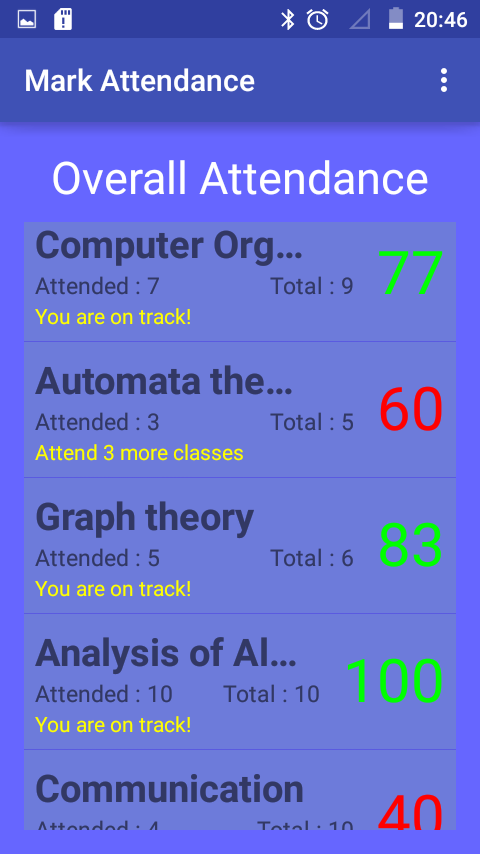 20:46
Mark Attendance
Overall Attendance
Computer Org…
77
Attended : 7 Total : 9
You are on track!
Automata the…
60
Attended : 3 Total : 5
Attend 3 more classes
Graph theory
83
Attended : 5 Total : 6
You are on track!
Analysis of Al…
100
Attended : 10 Total : 10
You are on track!
Communication
40
Attended : 4 Total : 10